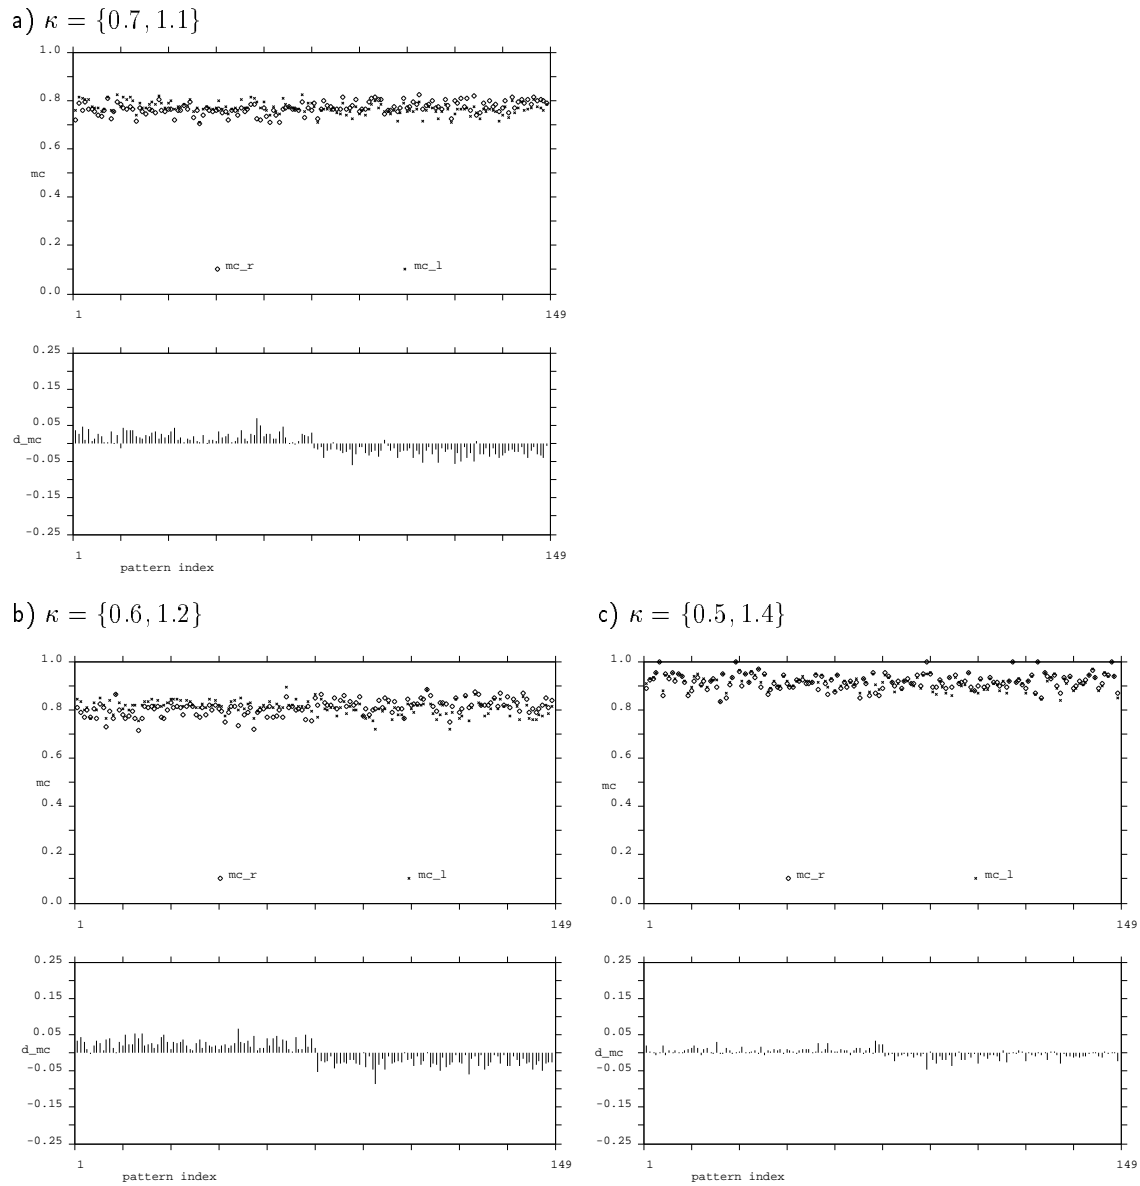 a) κ = {0.7, 1.1}
1.0
0.8
0.6
mc
0.4
0.2
mc_r mc_l
0.0
1 149
0.25
0.15
0.05
d_mc
-0.05
-0.15
-0.25
1 149
pattern index
b) κ = {0.6, 1.2}
1.0
0.8
0.6
mc
0.4
0.2
mc_r mc_l
0.0
1 149
0.25
0.15
0.05
d_mc
-0.05
-0.15
-0.25
1 149
pattern index
c) κ = {0.5, 1.4}
1.0
0.8
0.6
mc
0.4
0.2
mc_r mc_l
0.0
1 149
0.25
0.15
0.05
d_mc
-0.05
-0.15
-0.25
1 149
pattern index